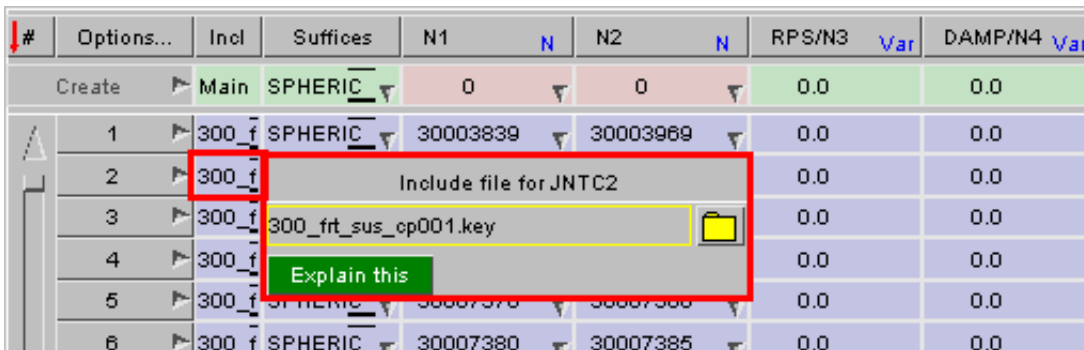 # Options... Incl Suffices N1 N N2 N RPS/N3 Var DAMP/N4 Var
Create Main SPHERIC_ 0 0 0.0 0.0
1 300_f SPHERIC_ 30003839 30003969 0.0 0.0
2 300_f Include file for JNTC2 0.0 0.0
3 300_f 300_frt_sus_cp001.key 0.0 0.0
4 300_f Explain this 0.0 0.0
5 300_f SPHERIC_ 0.0 0.0
6 300_f SPHERIC_ 30007380 30007385 0.0 0.0